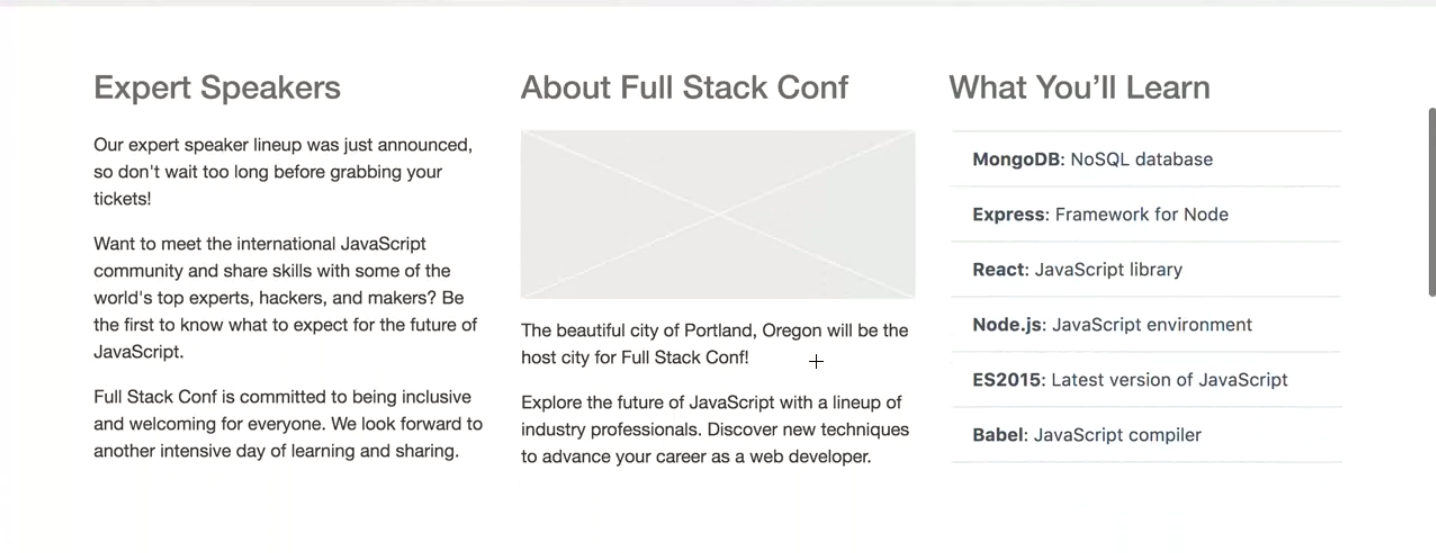 Expert Speakers
Our expert speaker lineup was just announced,
so don't wait too long before grabbing your
tickets!
Want to meet the international JavaScript
community and share skills with some of the
world's top experts, hackers, and makers? Be
the first to know what to expect for the future of
JavaScript.
Full Stack Conf is committed to being inclusive
and welcoming for everyone. We look forward to
another intensive day of learning and sharing.
About Full Stack Conf
The beautiful city of Portland, Oregon will be the
host city for Full Stack Conf!
Explore the future of JavaScript with a lineup of
industry professionals. Discover new techniques
to advance your career as a web developer.
What You’ll Learn
MongoDB: NoSQL database
Express: Framework for Node
React: JavaScript library
Node.js: JavaScript environment
ES2015: Latest version of JavaScript
Babel: JavaScript compiler